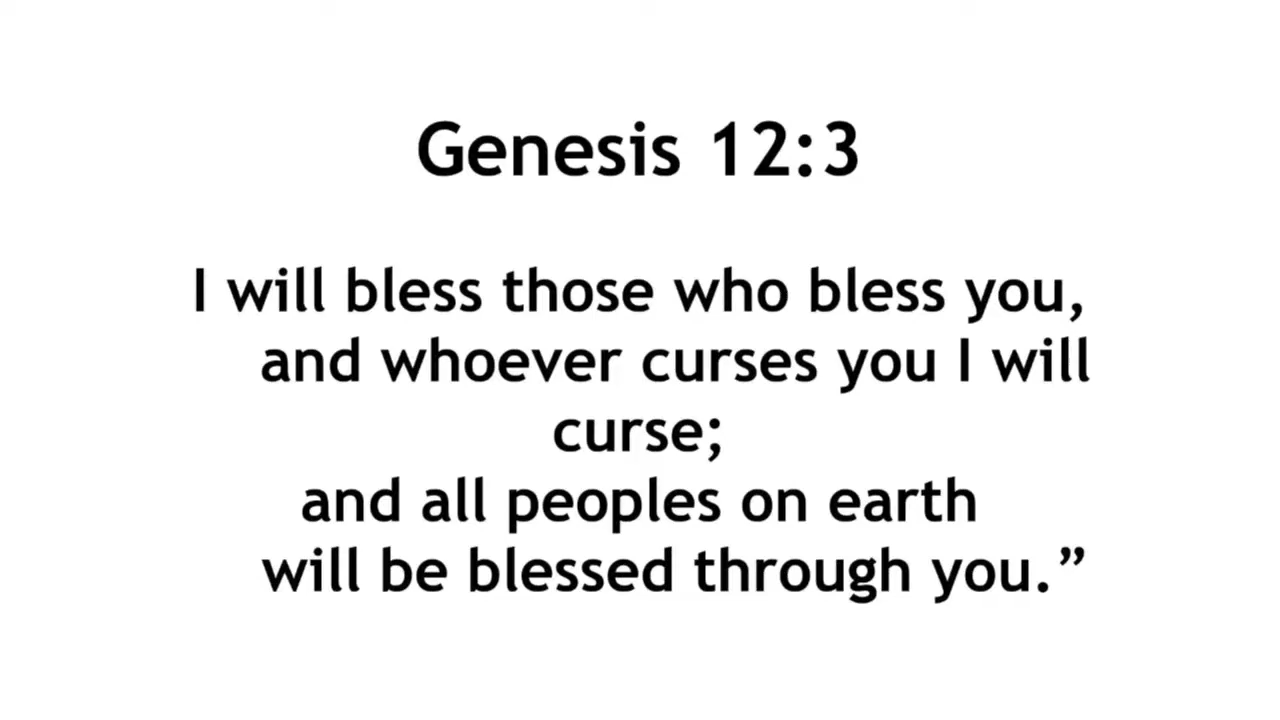 Genesis 12:3
I will bless those who bless you,
and whoever curses you I will
curse;
and all peoples on earth
will be blessed through you.”